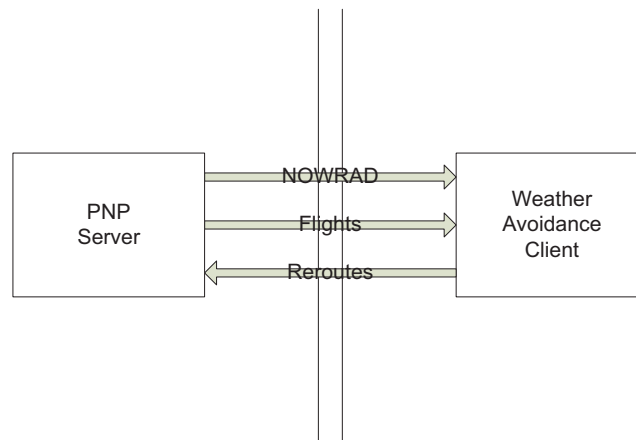 PNP
Server
NOWRAD
Flights
Reroutes
Weather
Avoidance
Client